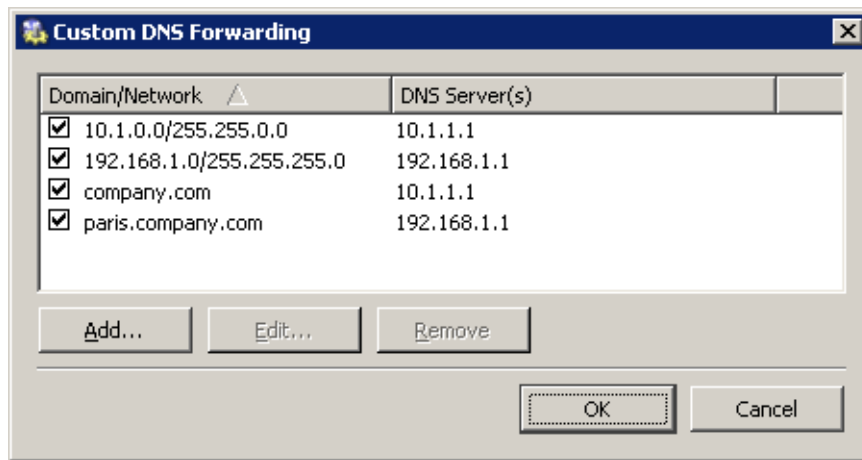 Custom DNS Forwarding
Domain/Network DNS Server(s)
10.1.0.0/255.255.0.0 10.1.1.1
192.168.1.0/255.255.255.0 192.168.1.1
company.com 10.1.1.1
paris.company.com 192.168.1.1
Add... Edit... Remove
OK Cancel